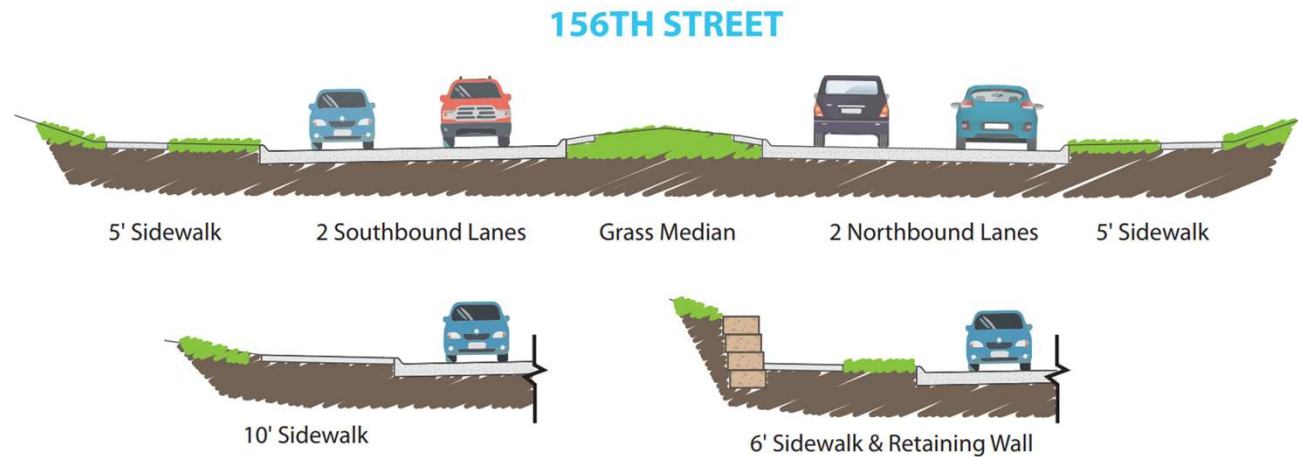 156TH STREET
5' Sidewalk
2 Southbound Lanes
Grass Median
2 Northbound Lanes
5' Sidewalk
10' Sidewalk
6' Sidewalk & Retaining Wall